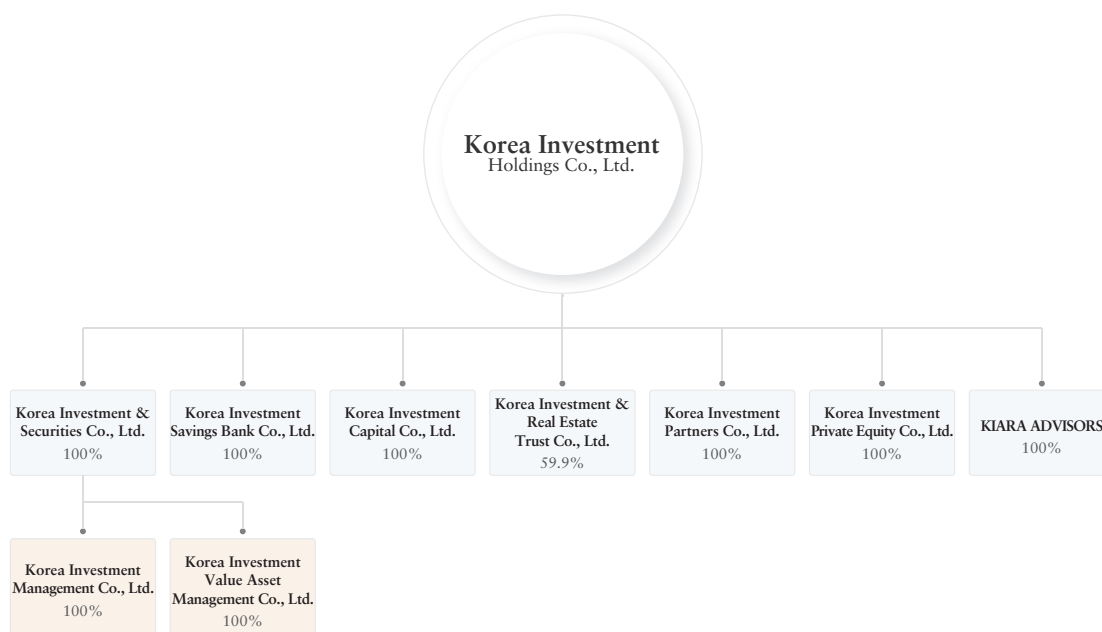 Korea Investment
Holdings Co., Ltd.
Korea Investment &
Securities Co., Ltd.
100%
Korea Investment
Savings Bank Co., Ltd.
100%
Korea Investment
Capital Co., Ltd.
100%
Korea Investment &
Real Estate
Trust Co., Ltd.
59.9%
Korea Investment
Partners Co., Ltd.
100%
Korea Investment
Private Equity Co., Ltd.
100%
KIARA ADVISORS
100%
Korea Investment
Management Co., Ltd.
100%
Korea Investment
Value Asset
Management Co., Ltd.
100%